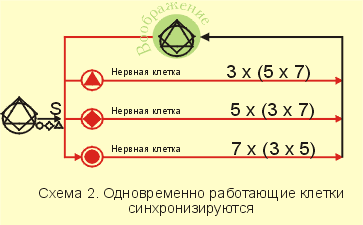 Воображение
Нервная клетка 3 x (5 x 7)
S
Нервная клетка 5 x (3 x 7)
Нервная клетка 7 x (3 x 5)
Схема 2. Одновременно работающие клетки
синхронизируются